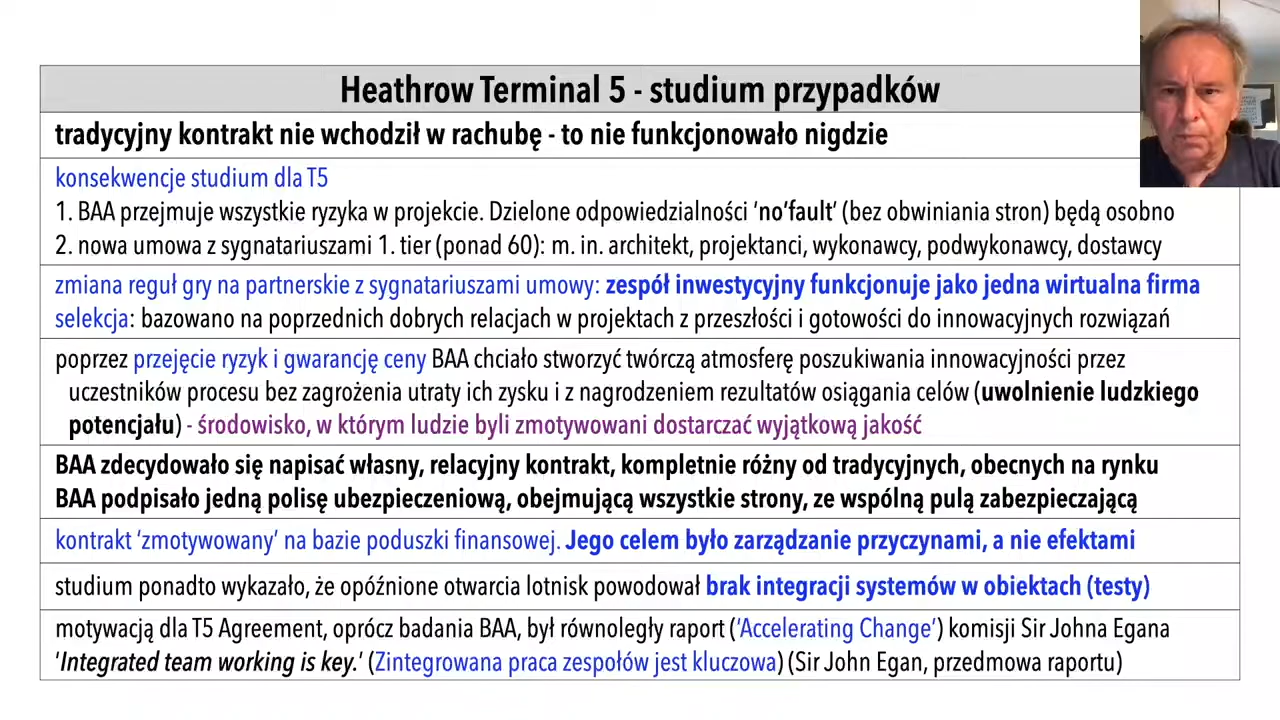 Heathrow Terminal 5 - studium przypadków
tradycyjny kontrakt nie wchodził w rachubę - to nie funkcjonowało nigdzie
konsekwencje studium dla T5
1. BAA przejmuje wszystkie ryzyka w projekcie. Dzielone odpowiedzialności ‘no’fault’ (bez obwiniania stron) będą osobno
2. nowa umowa z sygnatariuszami 1. tier (ponad 60): m. in. architekt, projektanci, wykonawcy, podwykonawcy, dostawcy
zmiana reguł gry na partnerskie z sygnatariuszami umowy: zespół inwestycyjny funkcjonuje jako jedna wirtualna firma
selekcja: bazowano na poprzednich dobrych relacjach w projektach z przeszłości i gotowości do innowacyjnych rozwiązań
poprzez przejęcie ryzyk i gwarancję ceny BAA chciało stworzyć twórczą atmosferę poszukiwania innowacyjności przez
uczestników procesu bez zagrożenia utraty ich zysku i z nagrodzeniem rezultatów osiągania celów (uwolnienie ludzkiego
potencjału) - środowisko, w którym ludzie byli zmotywowani dostarczać wyjątkową jakość
BAA zdecydowało się napisać własny, relacyjny kontrakt, kompletnie różny od tradycyjnych, obecnych na rynku
BAA podpisało jedną polisę ubezpieczeniową, obejmującą wszystkie strony, ze wspólną pulą zabezpieczającą
kontrakt ‘zmotywowany’ na bazie poduszki finansowej. Jego celem było zarządzanie przyczynami, a nie efektami
studium ponadto wykazało, że opóźnione otwarcia lotnisk powodował brak integracji systemów w obiektach (testy)
motywacją dla T5 Agreement, oprócz badania BAA, był równoległy raport (‘Accelerating Change’) komisji Sir Johna Egana
‘Integrated team working is key.’ (Zintegrowana praca zespołów jest kluczowa) (Sir John Egan, przedmowa raportu)